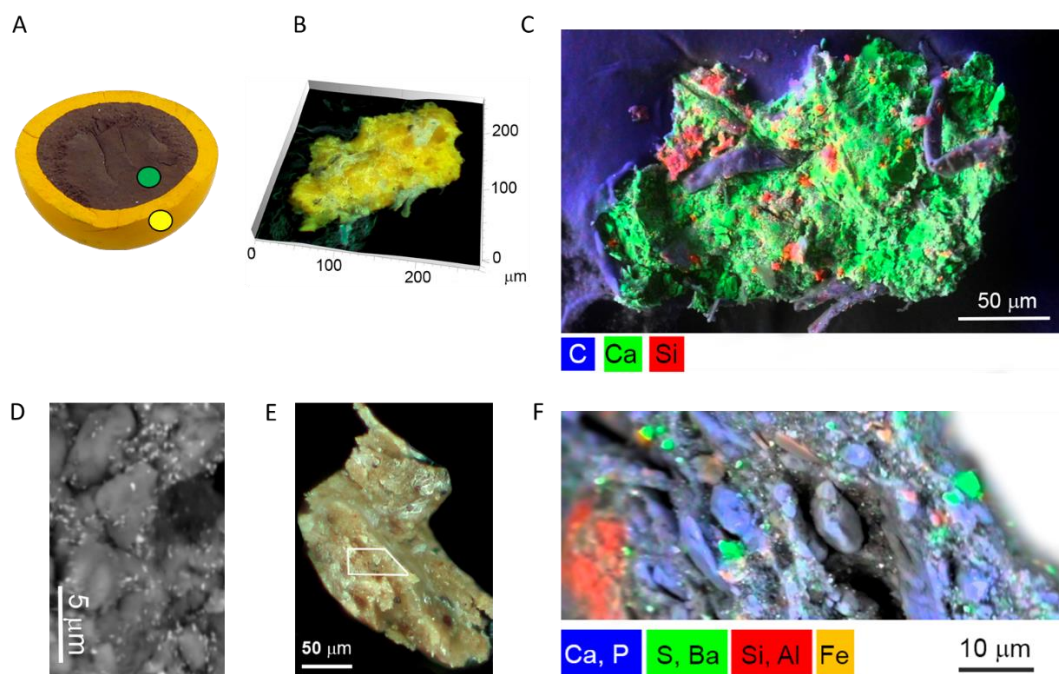 A
B
C
200
100
0
0
100
200
μm
50 μm
C Ca Si
D
E
F
5 μm
50 μm
Ca, P S, Ba Si, Al Fe
10 μm